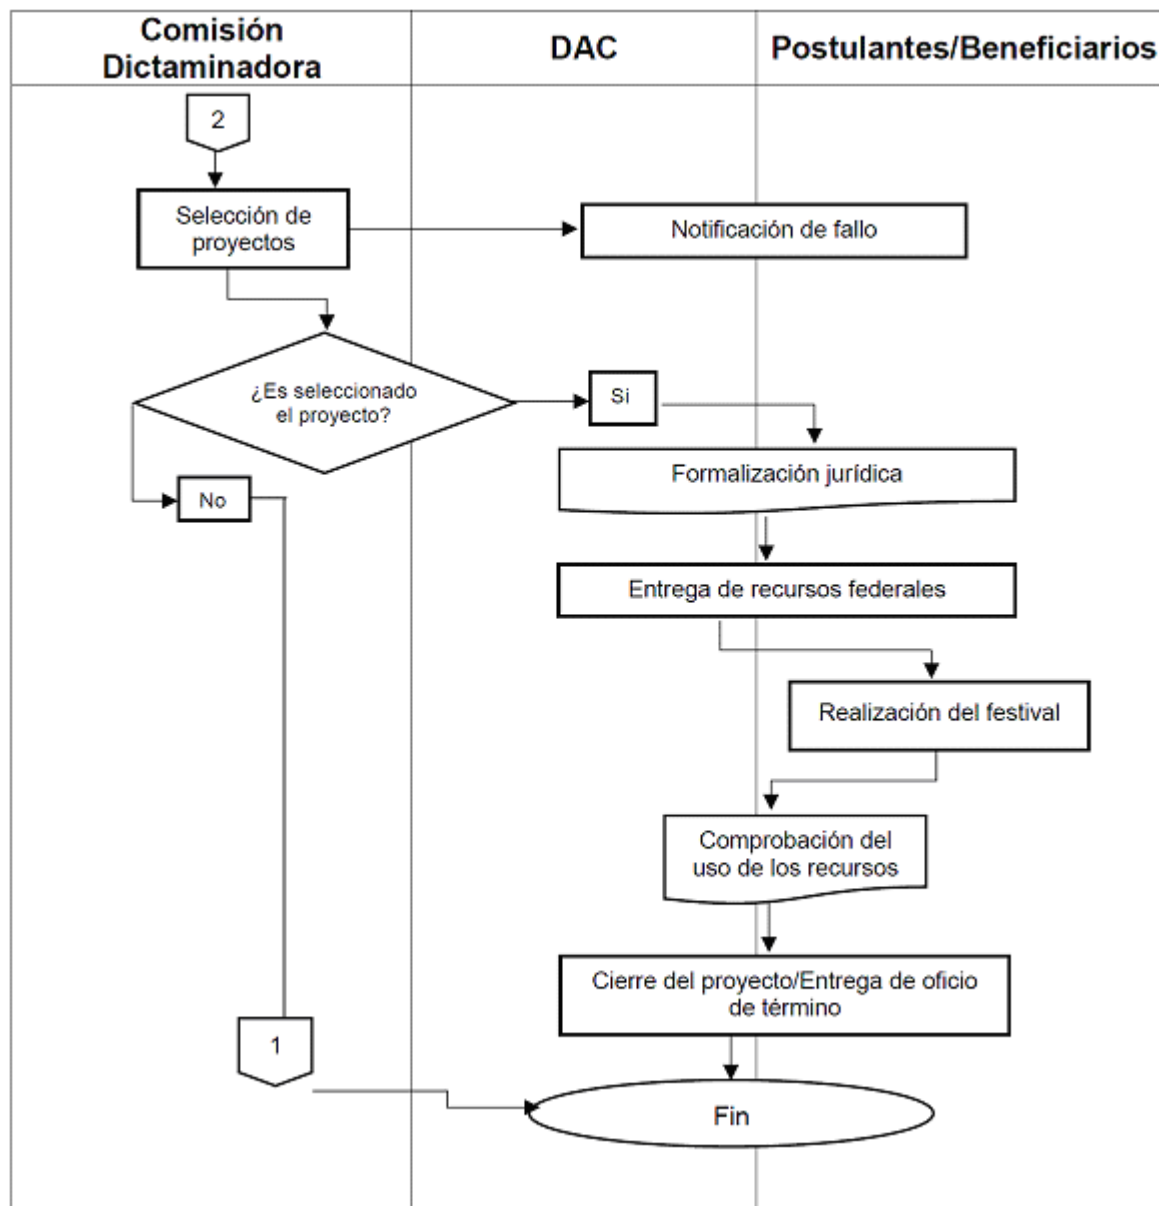 Comisión
Dictaminadora
DAC
Postulantes/Beneficiarios
2
Selección de
proyectos
Notificación de fallo
¿Es seleccionado
el proyecto?
Si
Formalización jurídica
No
Entrega de recursos federales
Realización del festival
Comprobación del
uso de los recursos
Cierre del proyecto/Entrega de oficio
de término
1
Fin